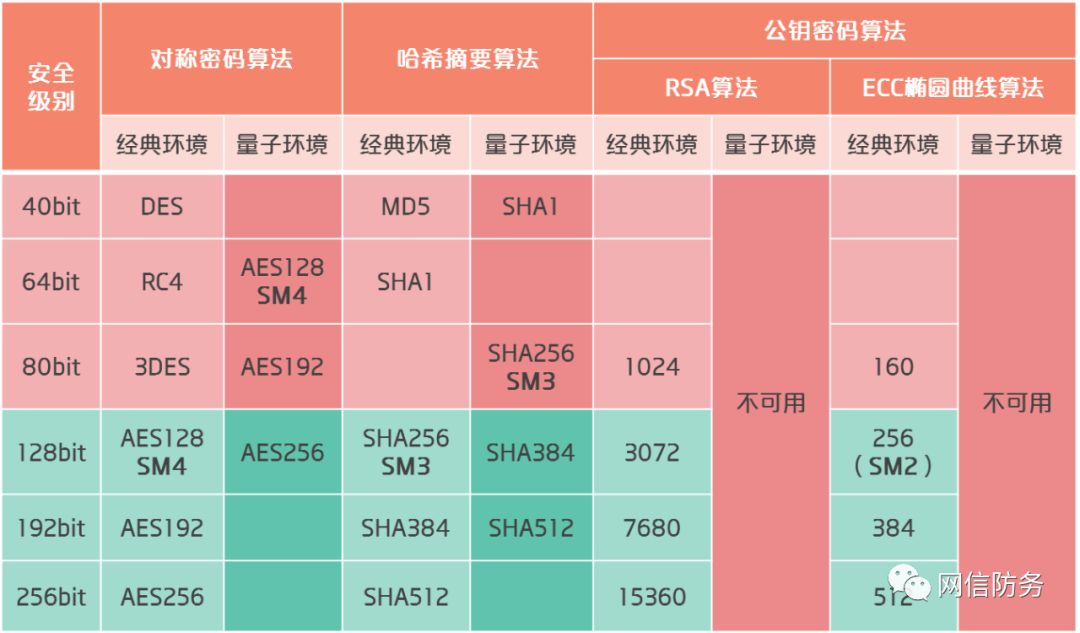 安全
级别
对称密码算法
哈希摘要算法
公钥密码算法
RSA算法
ECC椭圆曲线算法
经典环境
量子环境
经典环境
量子环境
经典环境
量子环境
经典环境
量子环境
40bit
DES
MD5
SHA1
64bit
RC4
AES128
SM4
SHA1
80bit
3DES
AES192
SHA256
SM3
1024
160
不可用
不可用
128bit
AES128
SM4
AES256
SHA256
SM3
SHA384
3072
256
(SM2)
192bit
AES192
SHA384
SHA512
7680
384
256bit
AES256
SHA512
15360
512
网信防务